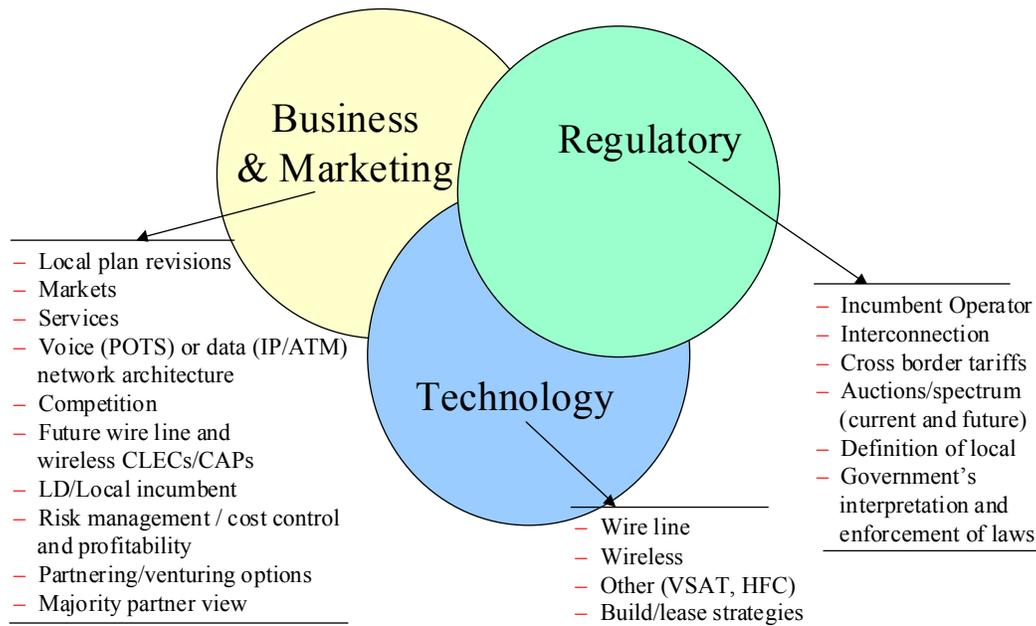 Business
& Marketing
Regulatory
Technology
– Local plan revisions
– Markets
– Services
– Voice (POTS) or data (IP/ATM)
network architecture
– Competition
– Future wire line and
wireless CLECs/CAPs
– LD/Local incumbent
– Risk management / cost control
and profitability
– Partnering/venturing options
– Majority partner view
– Wire line
– Wireless
– Other (VSAT, HFC)
– Build/lease strategies
– Incumbent Operator
– Interconnection
– Cross border tariffs
– Auctions/spectrum
(current and future)
– Definition of local
– Government’s
interpretation and
enforcement of laws